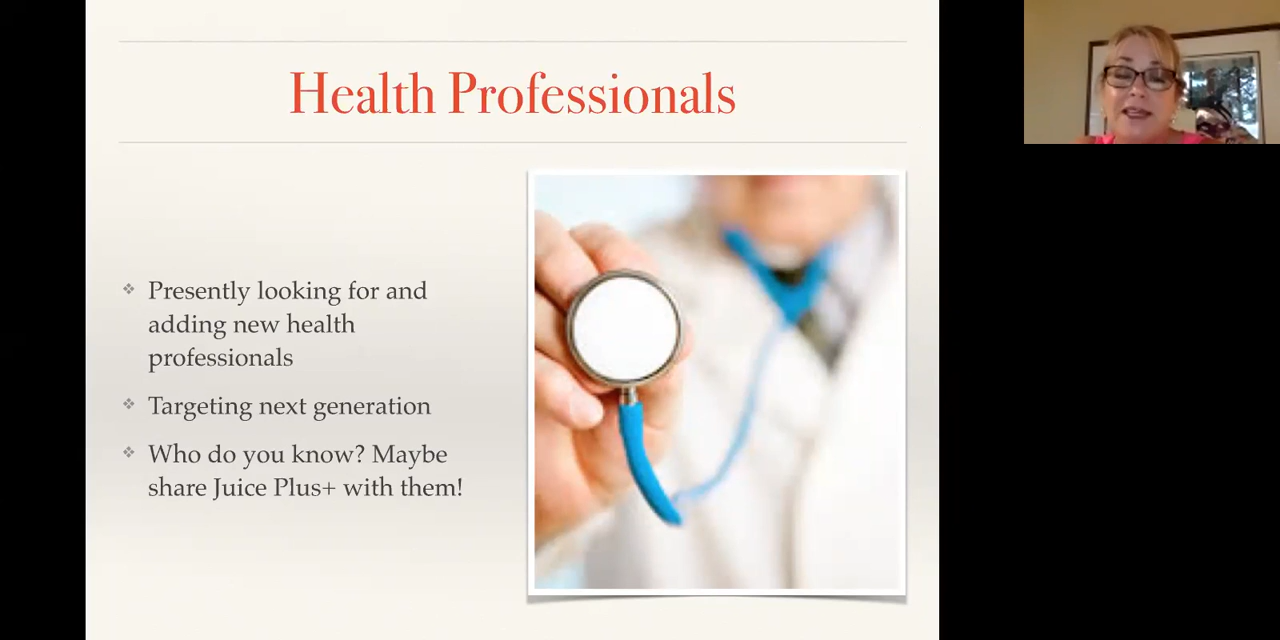 Health Professionals
Presently looking for and
adding new health
professionals
Targeting next generation
Who do you know? Maybe
share Juice Plus+ with them!